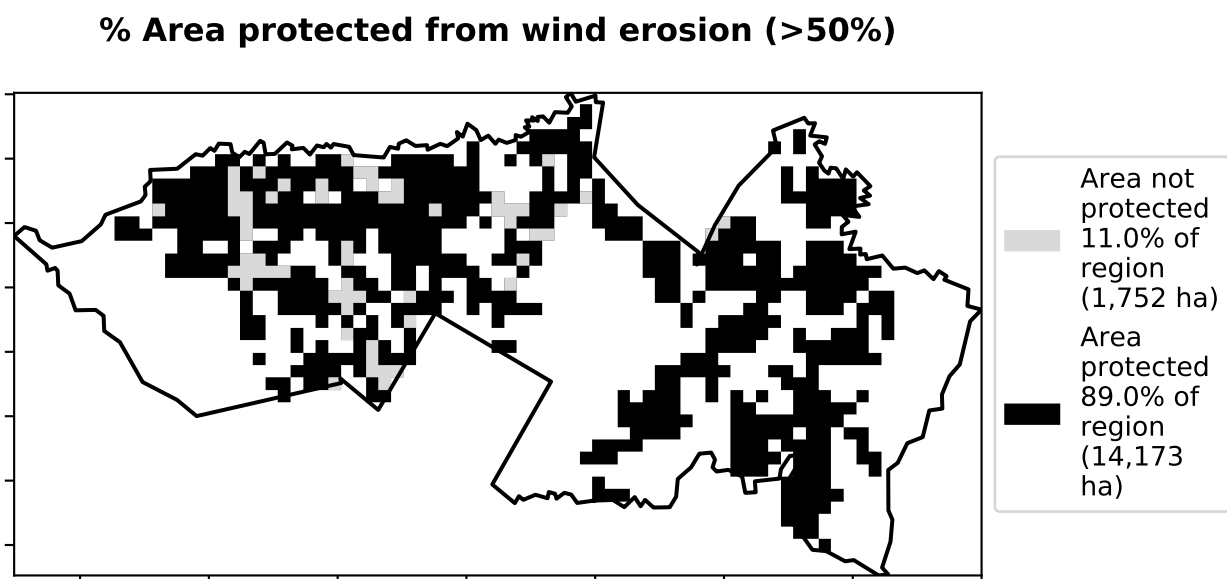 % Area protected from wind erosion (>50%)
Area not
protected
11.0% of
region
(1,752 ha)
Area
protected
89.0% of
region
(14,173
ha)